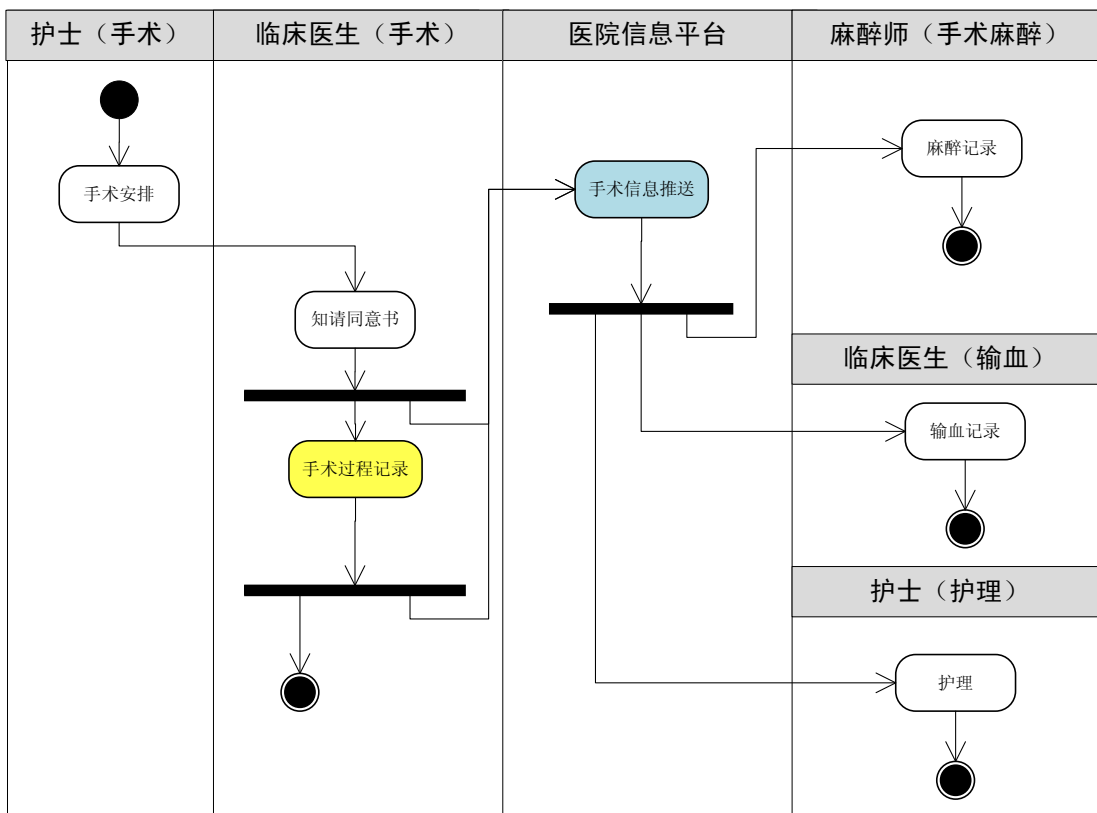 护士（手术）
临床医生（手术）
医院信息平台
麻醉师（手术麻醉）
手术安排
知请同意书
手术过程记录
手术信息推送
麻醉记录
临床医生（输血）
输血记录
护士（护理）
护理